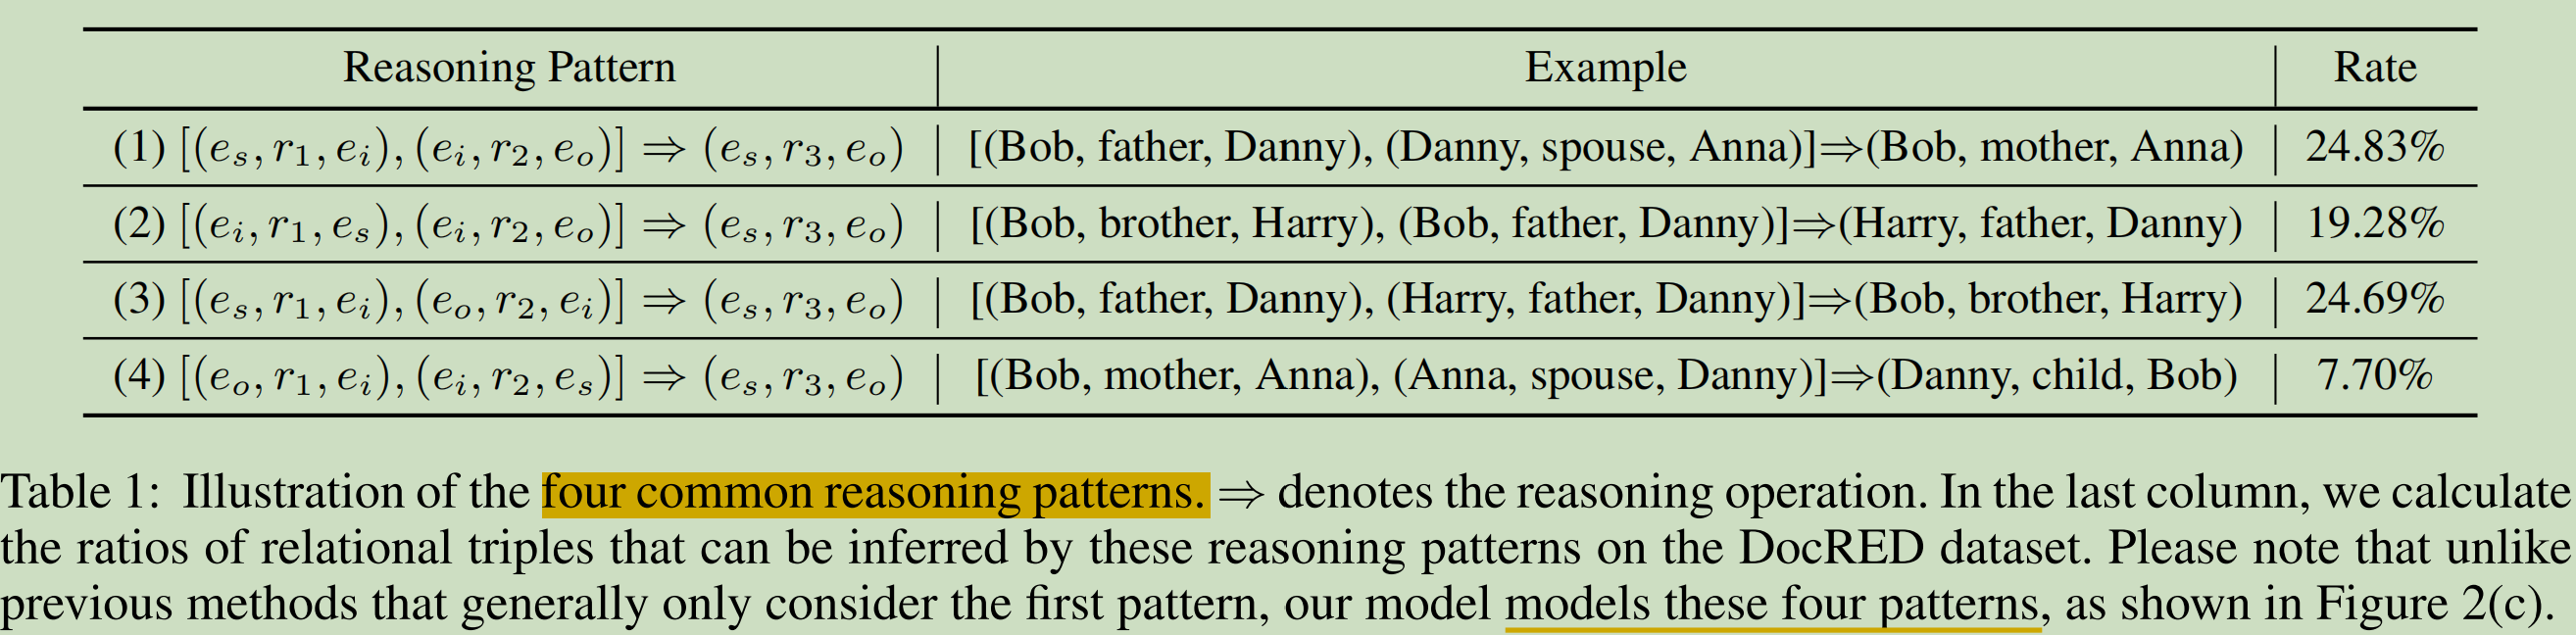 Reasoning Pattern | Example | Rate
(1) [(e_s, r_1, e_i), (e_i, r_2, e_o)] ⇒ (e_s, r_3, e_o) | [(Bob, father, Danny), (Danny, spouse, Anna)]⇒(Bob, mother, Anna) | 24.83%
(2) [(e_i, r_1, e_s), (e_i, r_2, e_o)] ⇒ (e_s, r_3, e_o) | [(Bob, brother, Harry), (Bob, father, Danny)]⇒(Harry, father, Danny) | 19.28%
(3) [(e_s, r_1, e_i), (e_o, r_2, e_i)] ⇒ (e_s, r_3, e_o) | [(Bob, father, Danny), (Harry, father, Danny)]⇒(Bob, brother, Harry) | 24.69%
(4) [(e_o, r_1, e_i), (e_i, r_2, e_s)] ⇒ (e_s, r_3, e_o) | [(Bob, mother, Anna), (Anna, spouse, Danny)]⇒(Danny, child, Bob) | 7.70%
Table 1: Illustration of the four common reasoning patterns. ⇒ denotes the reasoning operation. In the last column, we calculate
the ratios of relational triples that can be inferred by these reasoning patterns on the DocRED dataset. Please note that unlike
previous methods that generally only consider the first pattern, our model models these four patterns, as shown in Figure 2(c).